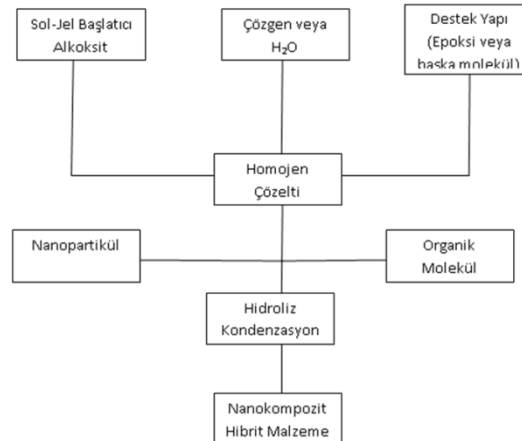 Sol-Jel Başlatıcı
Alkoksit
Çözgen veya
H₂O
Destek Yapı
(Epoksi veya
başka molekül)
Homojen
Çözelti
Nanopartikül
Organik
Molekül
Hidroliz
Kondenzasyon
Nanokompozit
Hibrit Malzeme